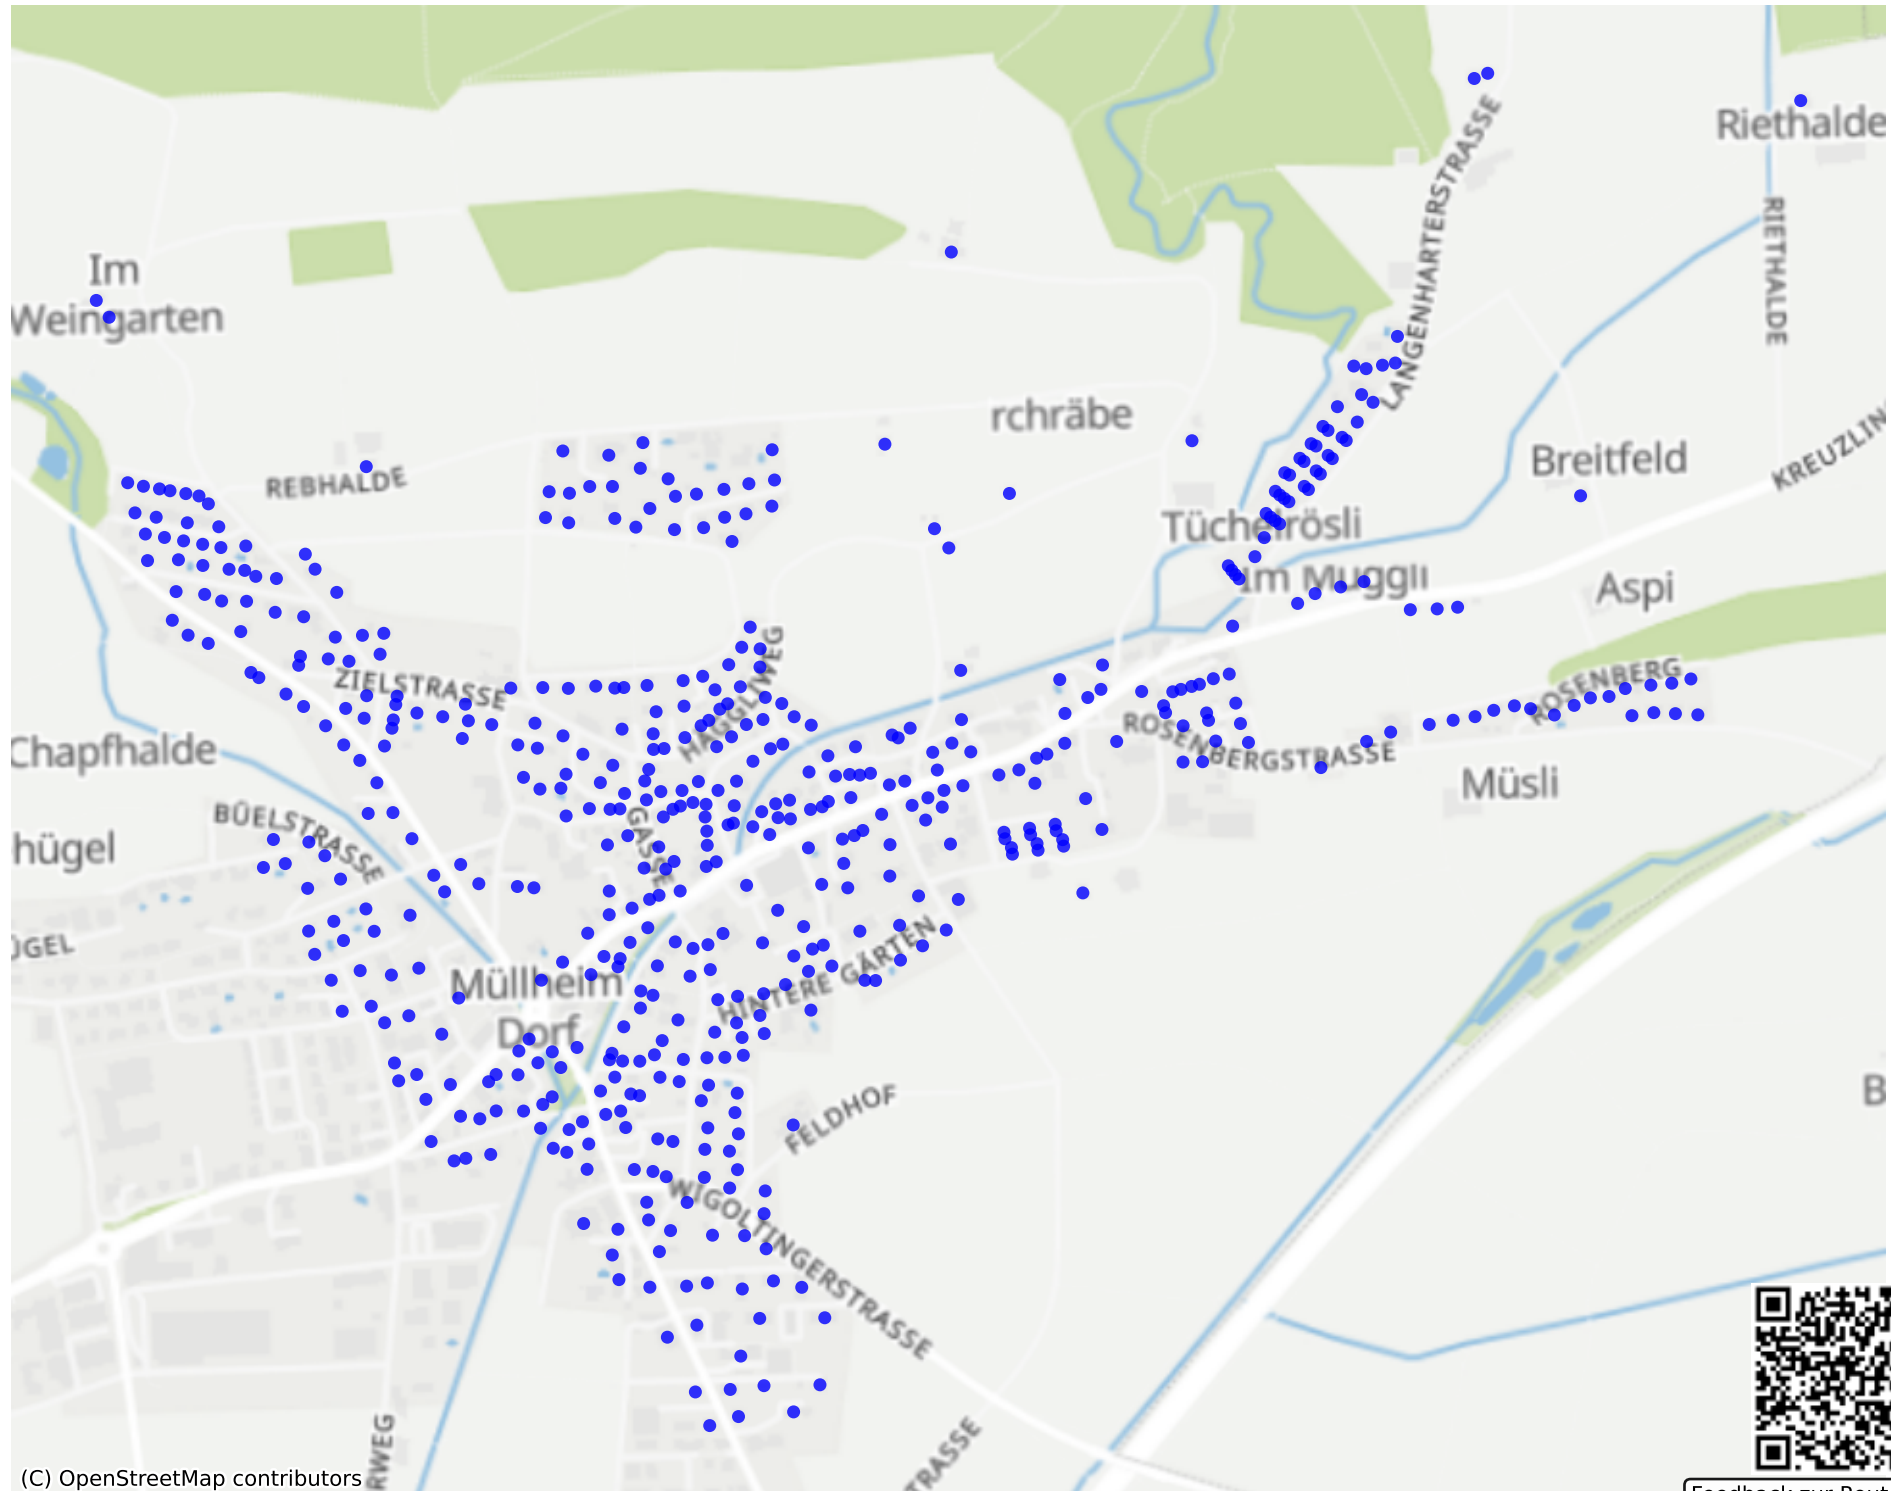 Riethalde
LANGENHARTERSTRASSE
RIETHALDE
Im
Weingarten
rchräbe
REBHALDE
Breitfeld
KREUZLIN
Tüchelrösli
Im Muggli
Aspi
ZIELSTRASSE
HÄGGLIWEG
ROSENBERG
ROSENBERGSTRASSE
Chapfhalde
Müsli
BÜELSTRASSE
GASSE
hügel
ÜGEL
HINTERE GÄRTEN
Müllheim
Dorf
FELDHOF
B
WIGOLTINGERSTRASSE
RWEG
TRASSE
(C) OpenStreetMap contributors